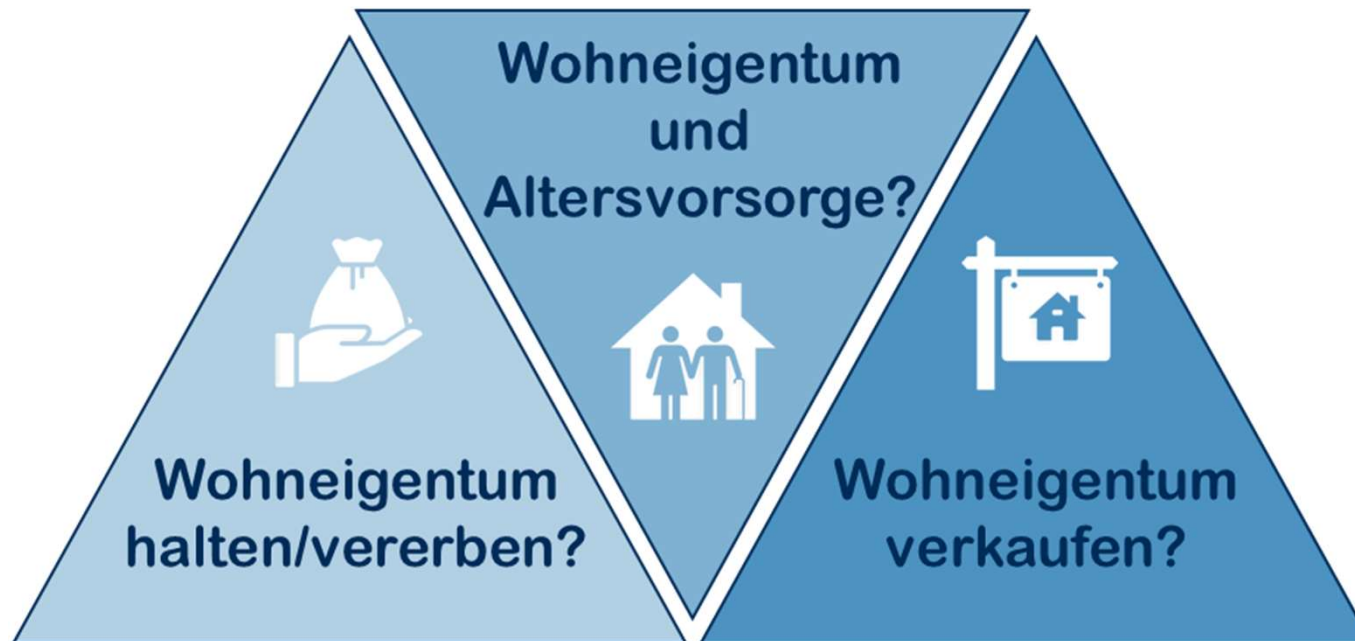 Wohneigentum
und
Altersvorsorge?
Wohneigentum
halten/vererben?
Wohneigentum
verkaufen?